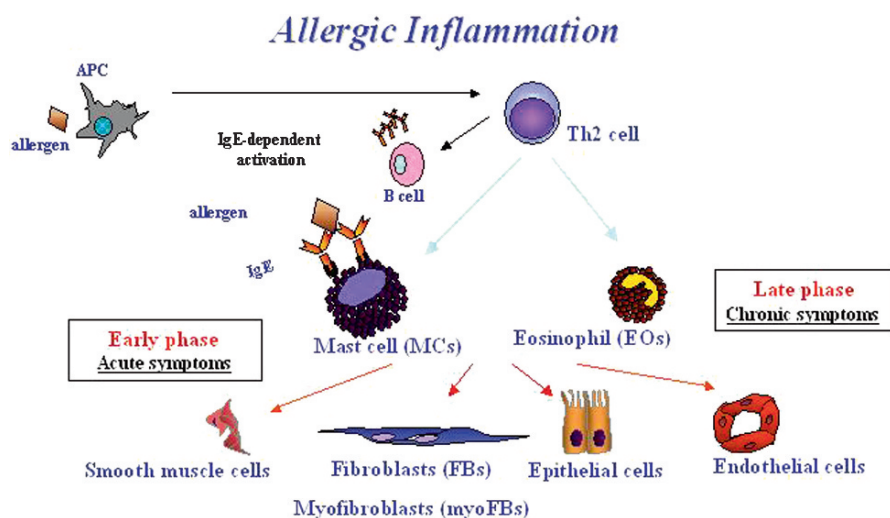 Allergic Inflammation
APC
allergen
Th2 cell
IgE-dependent
activation
B cell
allergen
IgE
Mast cell (MCs)
Eosinophil (EOs)
Late phase
Chronic symptoms
Early phase
Acute symptoms
Smooth muscle cells
Fibroblasts (FBs)
Epithelial cells
Endothelial cells
Myofibroblasts (myoFBs)